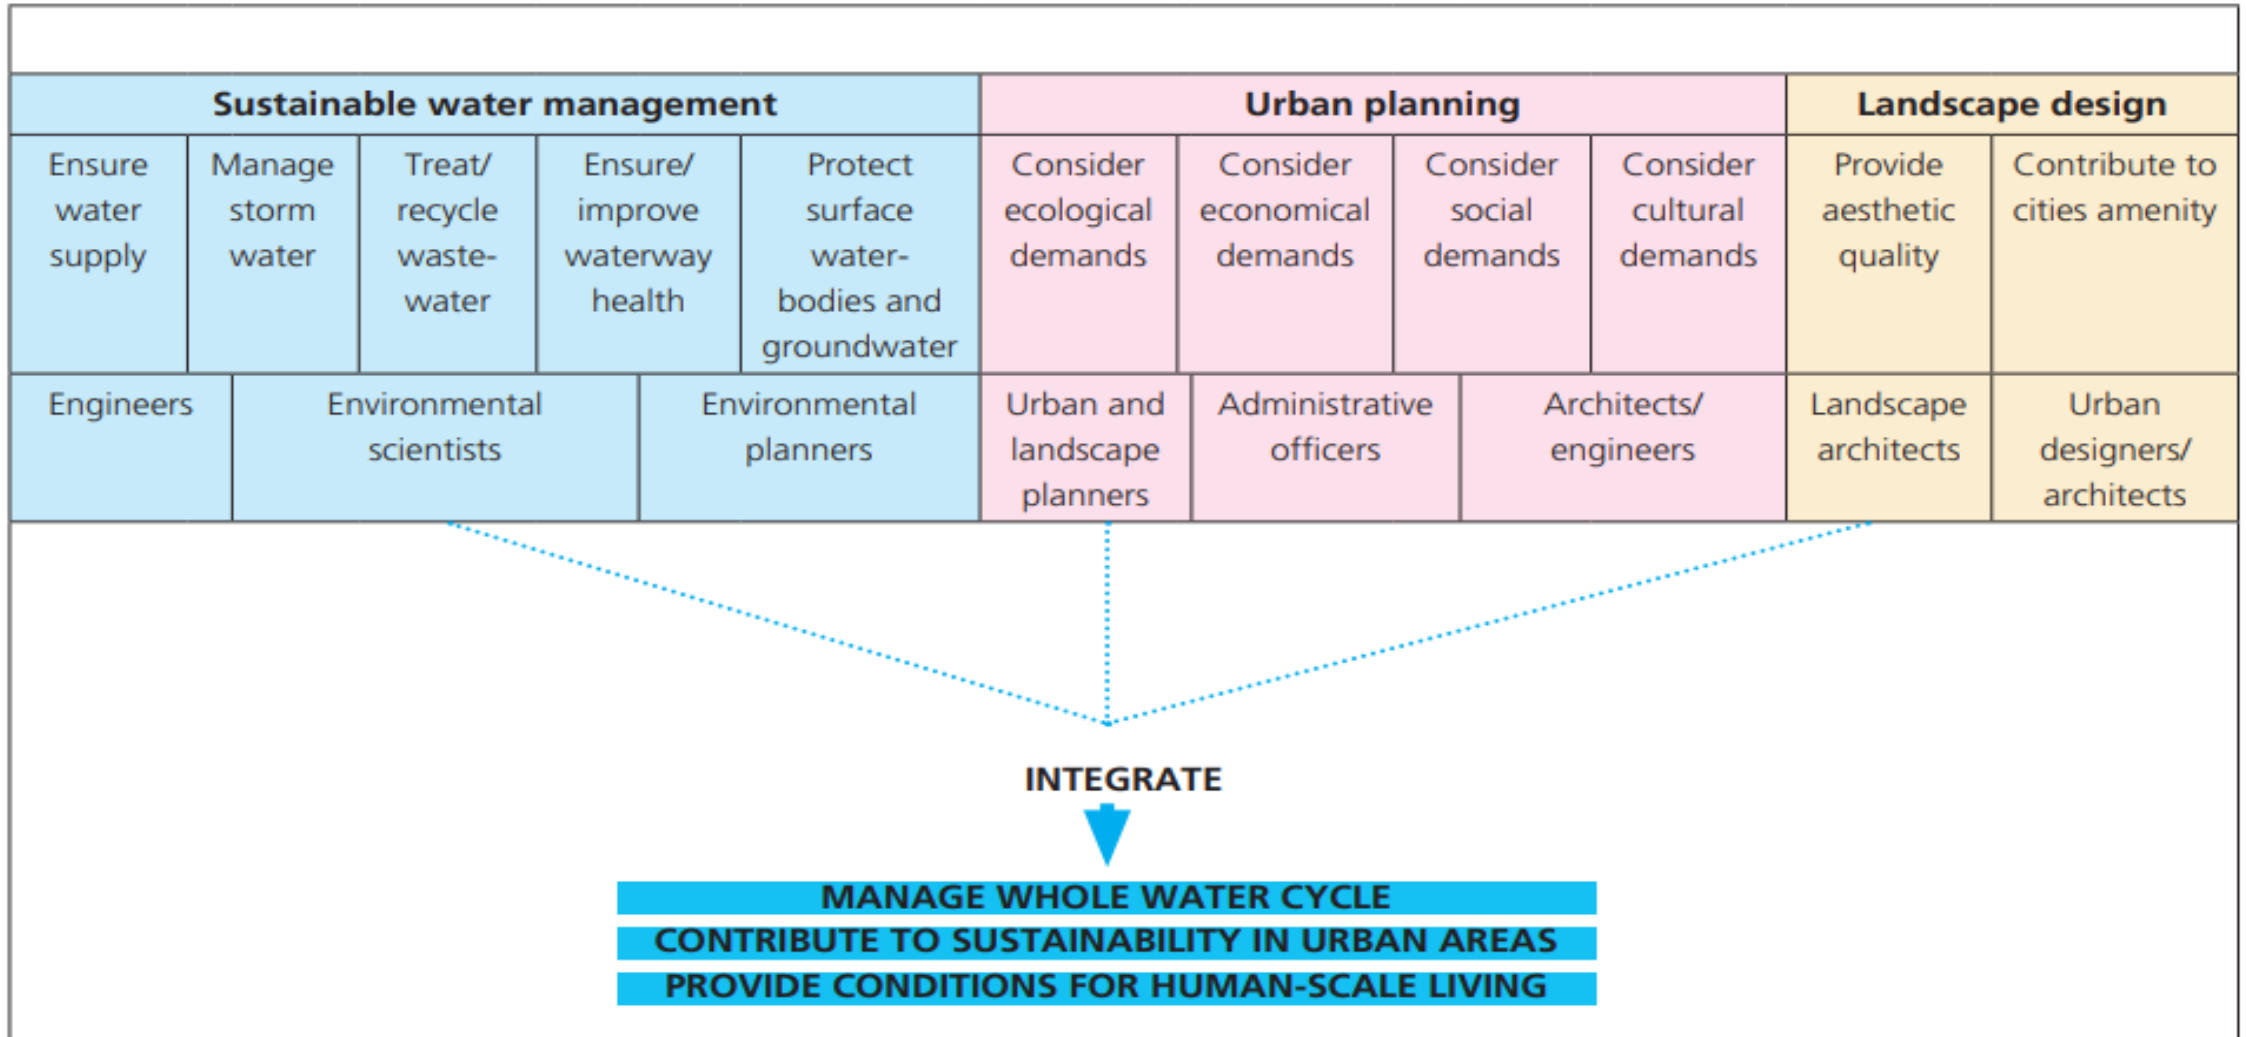 Sustainable water management
Urban planning
Landscape design
Ensure
water
supply
Manage
storm
water
Treat/
recycle
waste-
water
Ensure/
improve
waterway
health
Protect
surface
water-
bodies and
groundwater
Consider
ecological
demands
Consider
economical
demands
Consider
social
demands
Consider
cultural
demands
Provide
aesthetic
quality
Contribute to
cities amenity
Engineers
Environmental
scientists
Environmental
planners
Urban and
landscape
planners
Administrative
officers
Architects/
engineers
Landscape
architects
Urban
designers/
architects
INTEGRATE
MANAGE WHOLE WATER CYCLE
CONTRIBUTE TO SUSTAINABILITY IN URBAN AREAS
PROVIDE CONDITIONS FOR HUMAN-SCALE LIVING